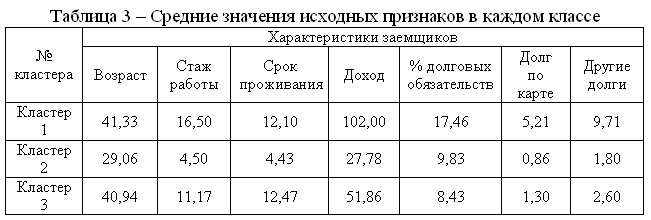 Таблица 3 – Средние значения исходных признаков в каждом классе
№ кластера Характеристики заемщиков
Возраст Стаж работы Срок проживания Доход % долговых обязательств Долг по карте Другие долги
Кластер 1 41,33 16,50 12,10 102,00 17,46 5,21 9,71
Кластер 2 29,06 4,50 4,43 27,78 9,83 0,86 1,80
Кластер 3 40,94 11,17 12,47 51,86 8,43 1,30 2,60